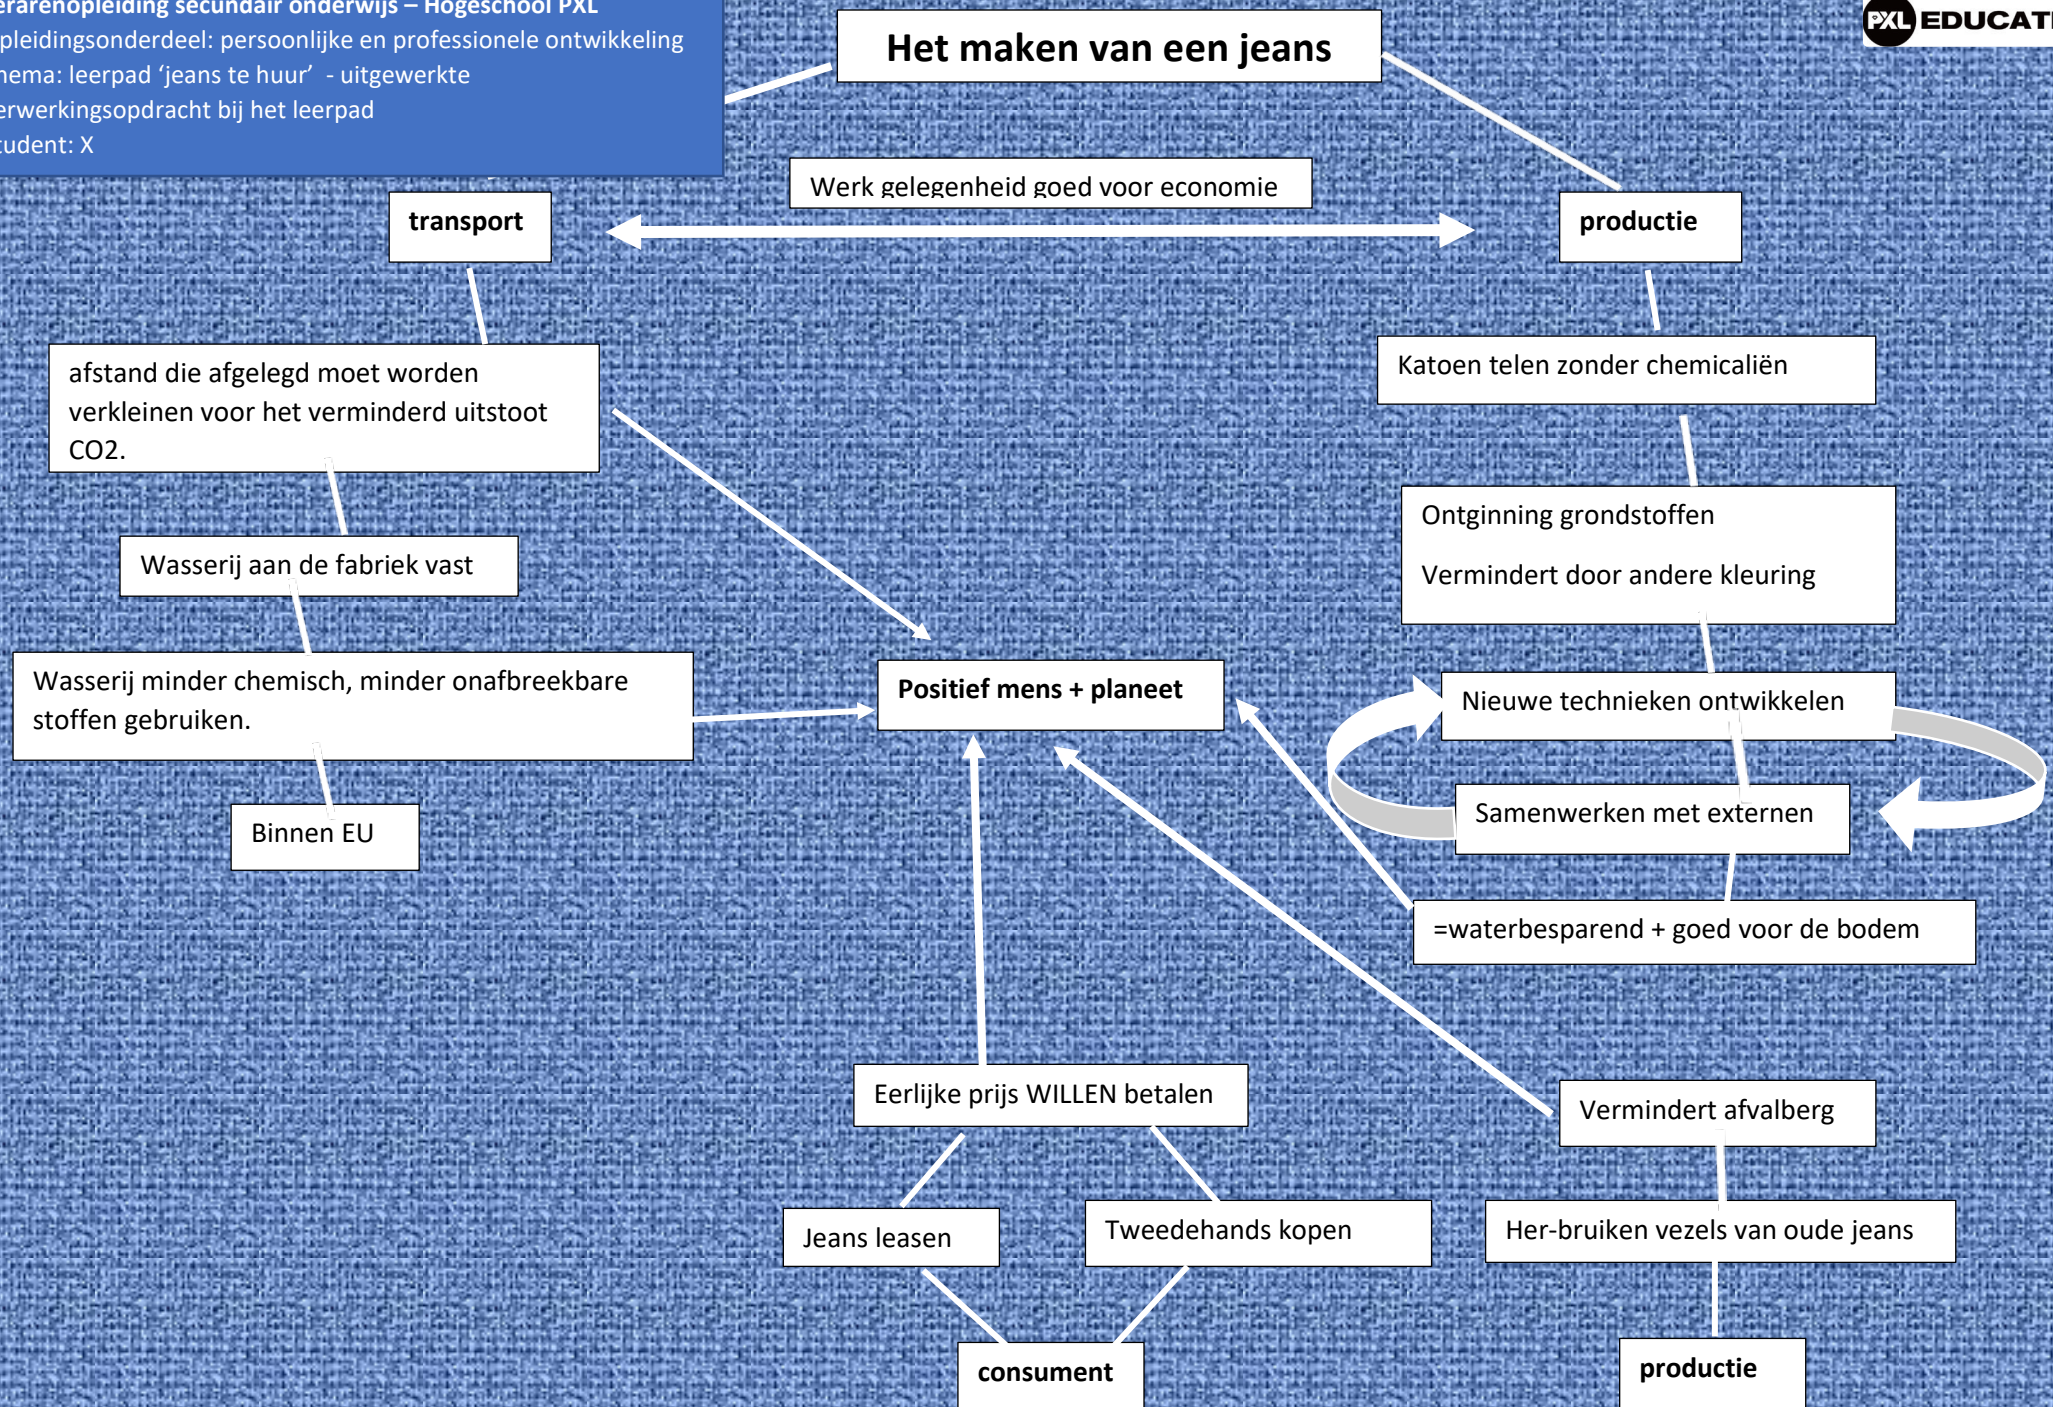 erarenopleiding secundair onderwijs – Hogeschool PXL
pleidingsonderdeel: persoonlijke en professionele ontwikkeling
hema: leerpad ‘jeans te huur’ - uitgewerkte
erwerkingsopdracht bij het leerpad
tudent: X
Het maken van een jeans
PXL EDUCATI
Werk gelegenheid goed voor economie
transport
productie
afstand die afgelegd moet worden
verkleinen voor het verminderd uitstoot
CO2.
Katoen telen zonder chemicaliën
Ontginning grondstoffen
Vermindert door andere kleuring
Wasserij aan de fabriek vast
Wasserij minder chemisch, minder onafbreekbare
stoffen gebruiken.
Positief mens + planeet
Nieuwe technieken ontwikkelen
Samenwerken met externen
Binnen EU
=waterbesparend + goed voor de bodem
Eerlijke prijs WILLEN betalen
Vermindert afvalberg
Jeans leasen
Tweedehands kopen
Her-bruiken vezels van oude jeans
consument
productie